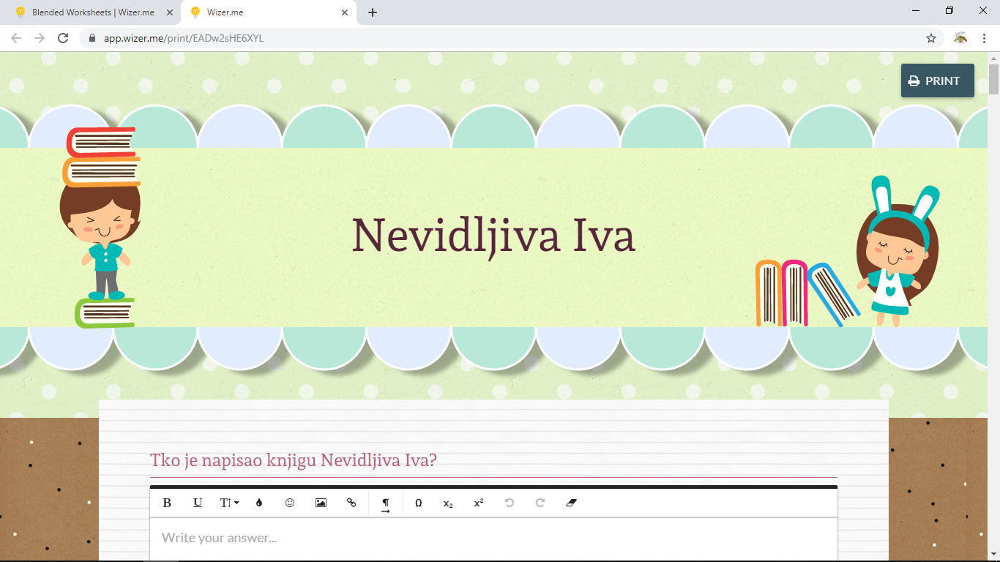 Blended Worksheets | Wizer.me
Wizer.me
app.wizer.me/print/EADw2sHE6XYL
PRINT
Nevidljiva Iva
Tko je napisao knjigu Nevidljiva Iva?
B U T Ω x₂ x²
Write your answer...